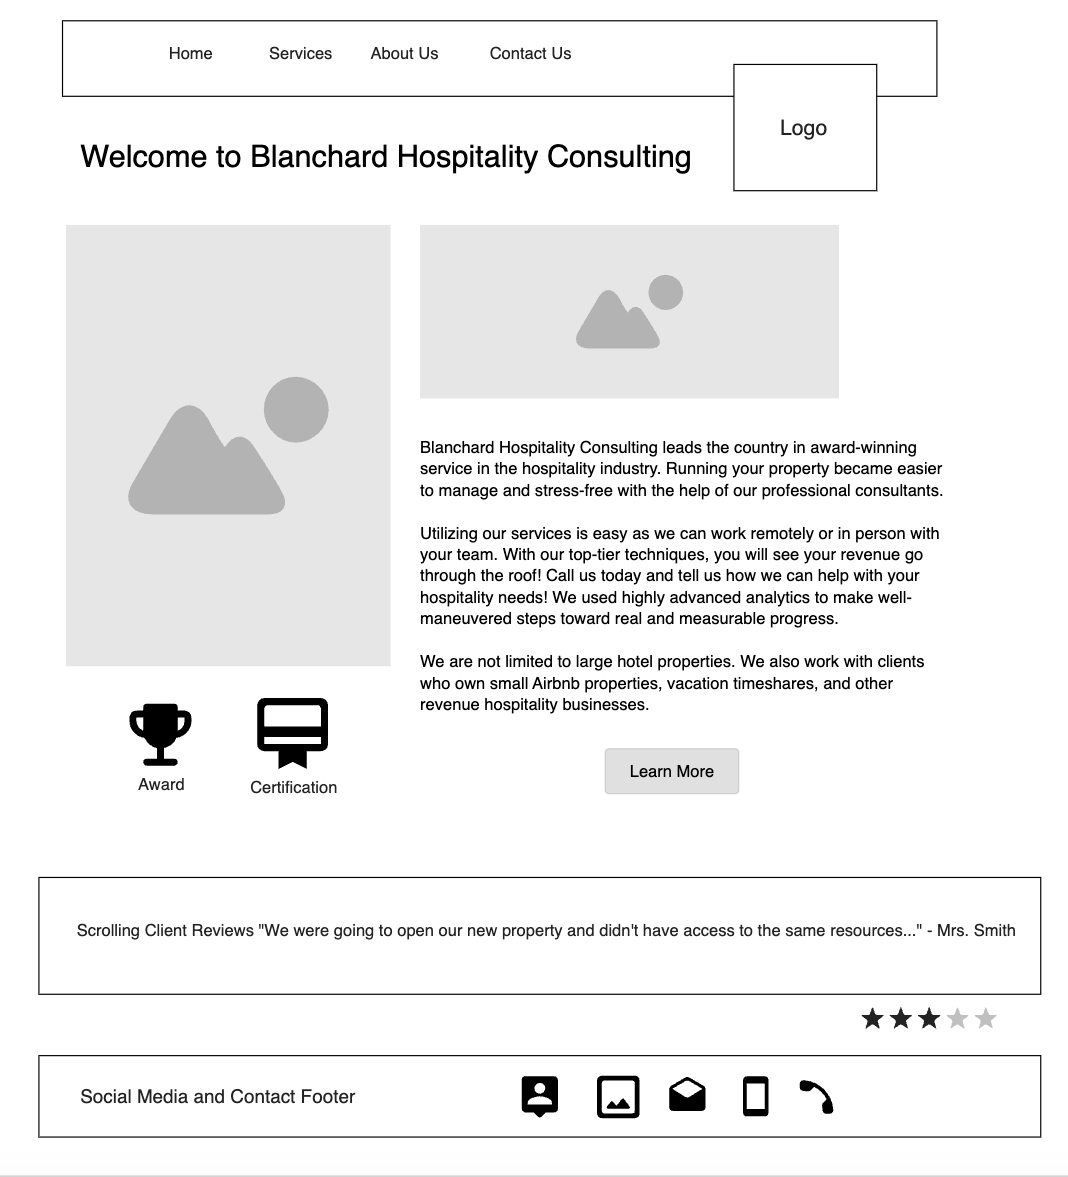 Home Services About Us Contact Us
Logo
Welcome to Blanchard Hospitality Consulting
Blanchard Hospitality Consulting leads the country in award-winning
service in the hospitality industry. Running your property became easier
to manage and stress-free with the help of our professional consultants.
Utilizing our services is easy as we can work remotely or in person with
your team. With our top-tier techniques, you will see your revenue go
through the roof! Call us today and tell us how we can help with your
hospitality needs! We used highly advanced analytics to make well-
maneuvered steps toward real and measurable progress.
We are not limited to large hotel properties. We also work with clients
who own small Airbnb properties, vacation timeshares, and other
revenue hospitality businesses.
Award
Certification
Learn More
Scrolling Client Reviews "We were going to open our new property and didn't have access to the same resources..." - Mrs. Smith
Social Media and Contact Footer